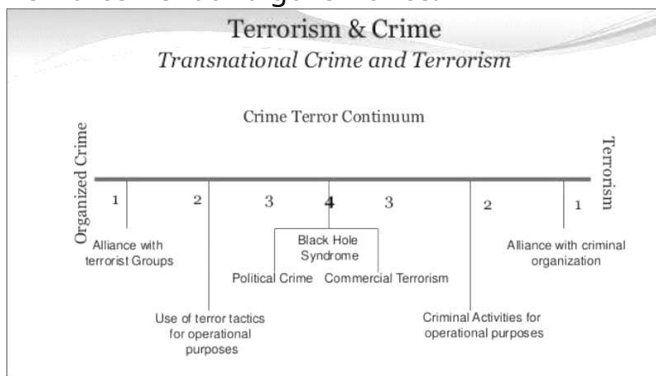 Terrorism & Crime
Transnational Crime and Terrorism
Crime Terror Continuum
Organized Crime
Terrorism
1 2 3 4 3 2 1
Alliance with
terrorist Groups
Black Hole
Syndrome
Alliance with criminal
organization
Political Crime Commercial Terrorism
Use of terror tactics
for operational
purposes
Criminal Activities for
operational purposes